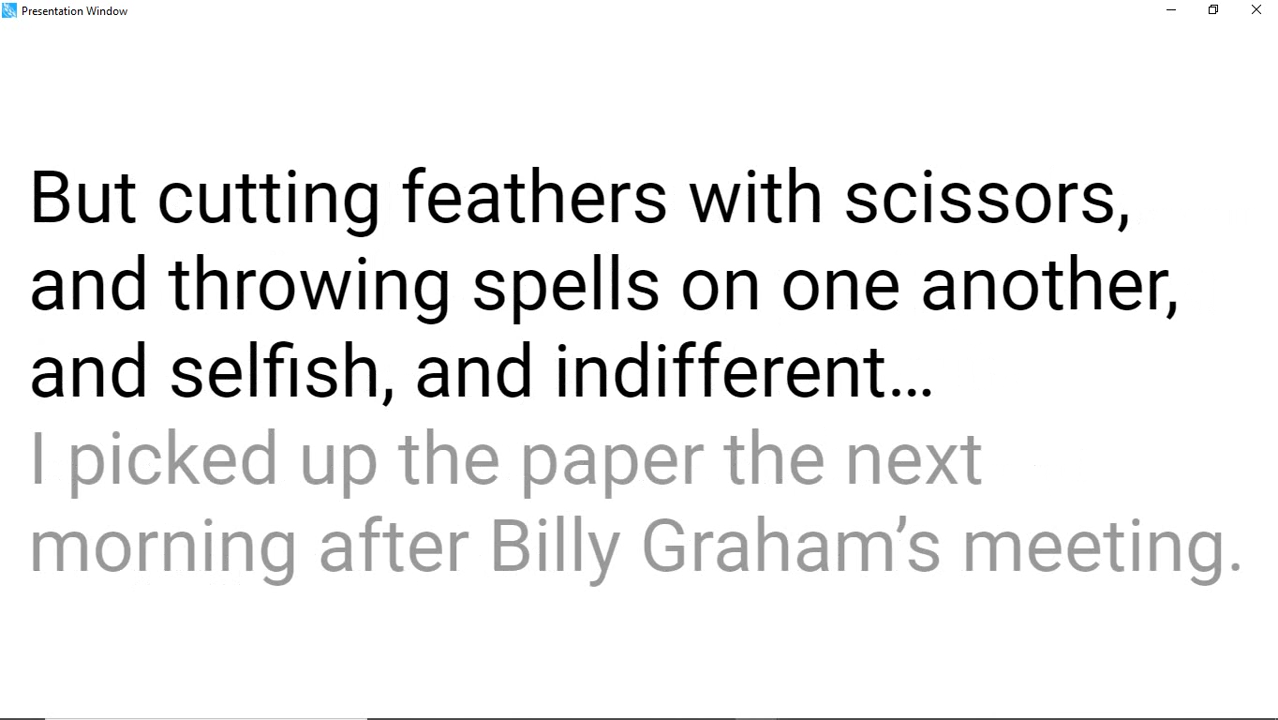 Presentation Window
But cutting feathers with scissors,
and throwing spells on one another,
and selfish, and indifferent…
I picked up the paper the next
morning after Billy Graham’s meeting.